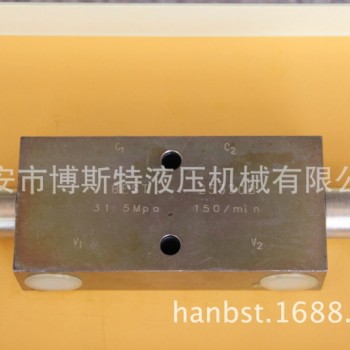 C1 C2
安市博斯特液压机械有限公
31.5Mpa 150/min
V1 V2
hanbst.1688.c